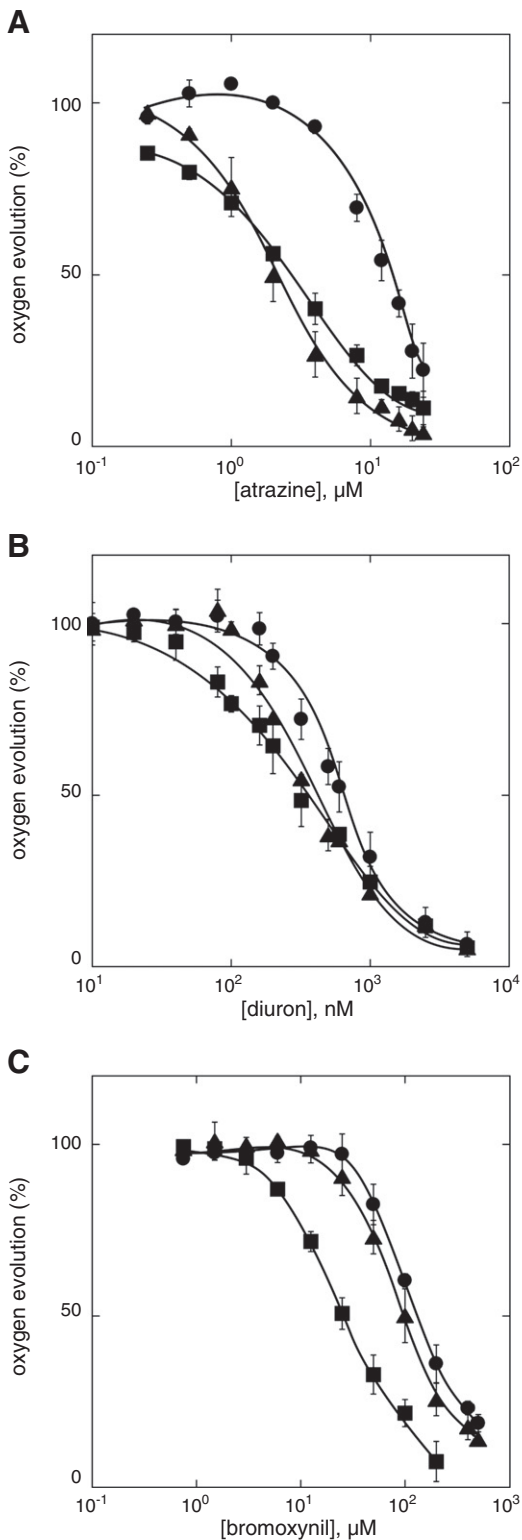 A
oxygen evolution (%)
100
50
0
10⁻¹ 10⁰ 10¹ 10²
[atrazine], µM
B
oxygen evolution (%)
100
50
0
10¹ 10² 10³ 10⁴
[diuron], nM
C
oxygen evolution (%)
100
50
0
10⁻¹ 10⁰ 10¹ 10² 10³
[bromoxynil], µM